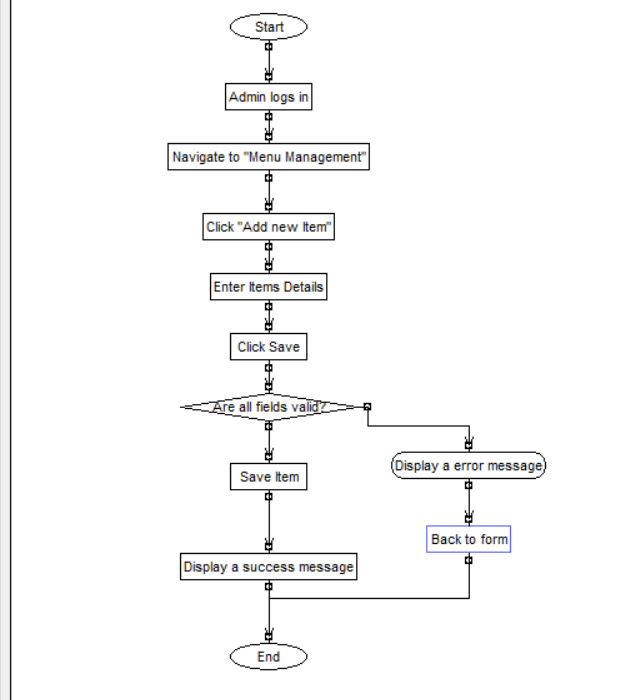 Start
Admin logs in
Navigate to "Menu Management"
Click "Add new Item"
Enter Items Details
Click Save
Are all fields valid?
Display a error message
Save Item
Back to form
Display a success message
End